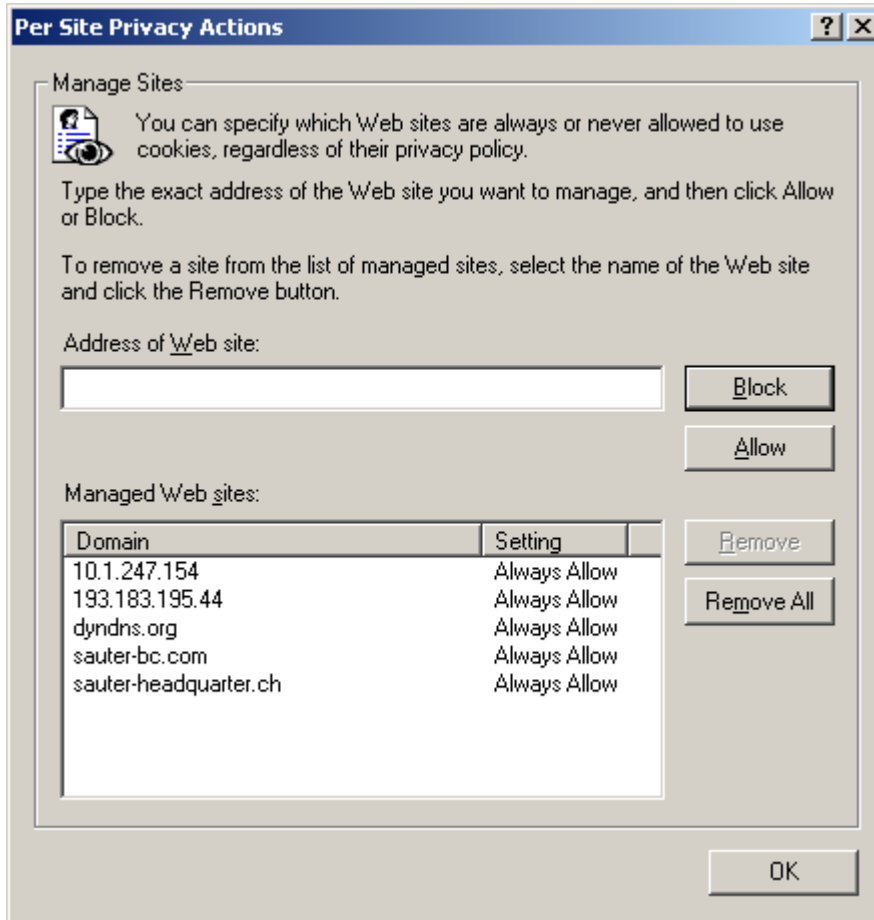 Per Site Privacy Actions
Manage Sites
You can specify which Web sites are always or never allowed to use
cookies, regardless of their privacy policy.
Type the exact address of the Web site you want to manage, and then click Allow
or Block.
To remove a site from the list of managed sites, select the name of the Web site
and click the Remove button.
Address of Web site:
Block
Allow
Managed Web sites:
Domain Setting
Remove
10.1.247.154 Always Allow
193.183.195.44 Always Allow
Remove All
dyndns.org Always Allow
sauter-bc.com Always Allow
sauter-headquarter.ch Always Allow
OK